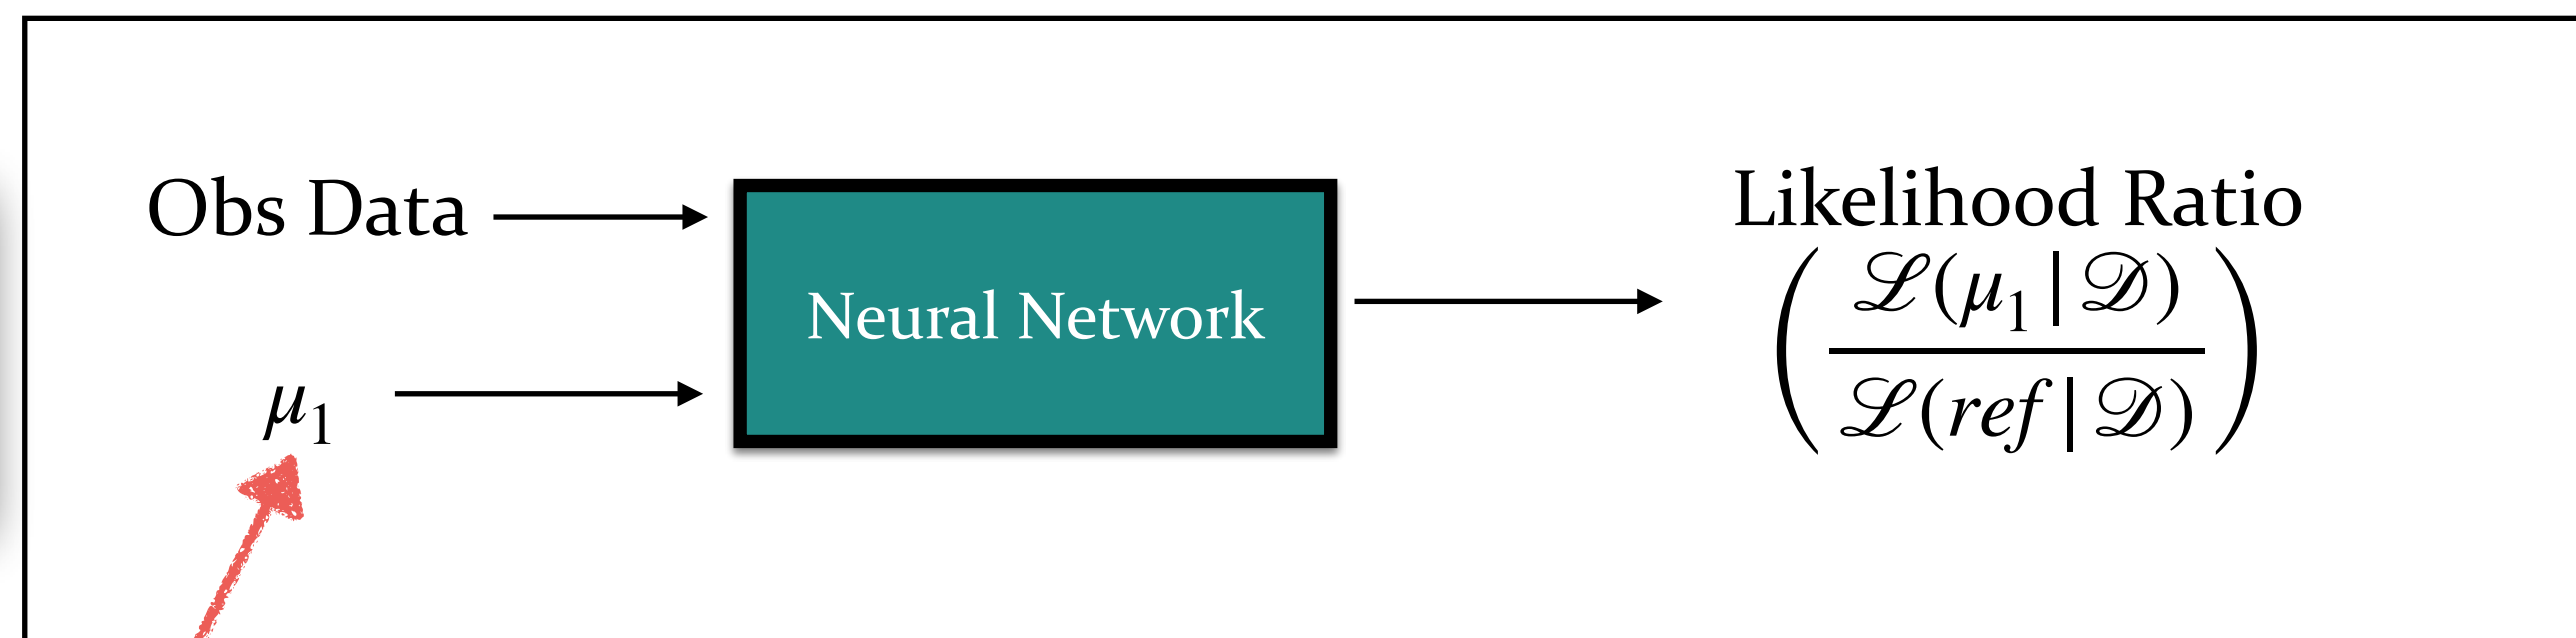 Obs Data
μ₁
Neural Network
Likelihood Ratio
ℒ(μ₁ | 𝒟)
ℒ(ref | 𝒟)